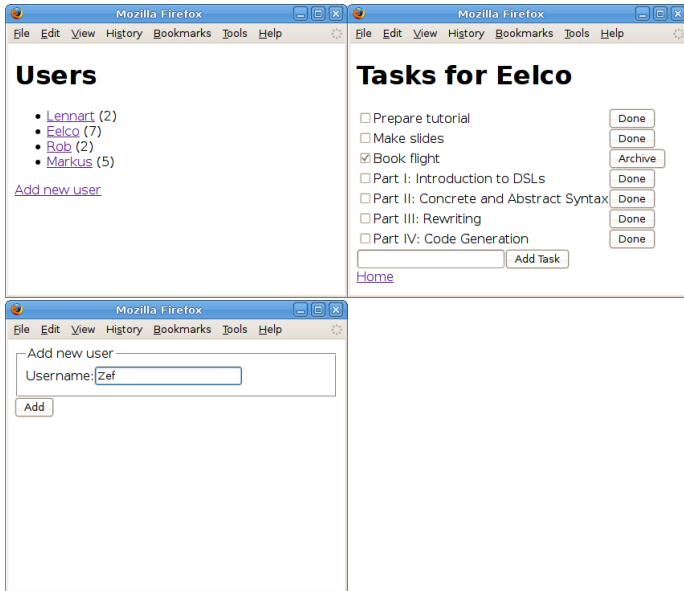 Mozilla Firefox
File Edit View History Bookmarks Tools Help
Users
• Lennart (2)
• Eelco (7)
• Rob (2)
• Markus (5)
Add new user
Mozilla Firefox
File Edit View History Bookmarks Tools Help
Tasks for Eelco
Prepare tutorial Done
Make slides Done
Book flight Archive
Part I: Introduction to DSLs Done
Part II: Concrete and Abstract Syntax Done
Part III: Rewriting Done
Part IV: Code Generation Done
Add Task
Home
Mozilla Firefox
File Edit View History Bookmarks Tools Help
Add new user
Username: Zef
Add